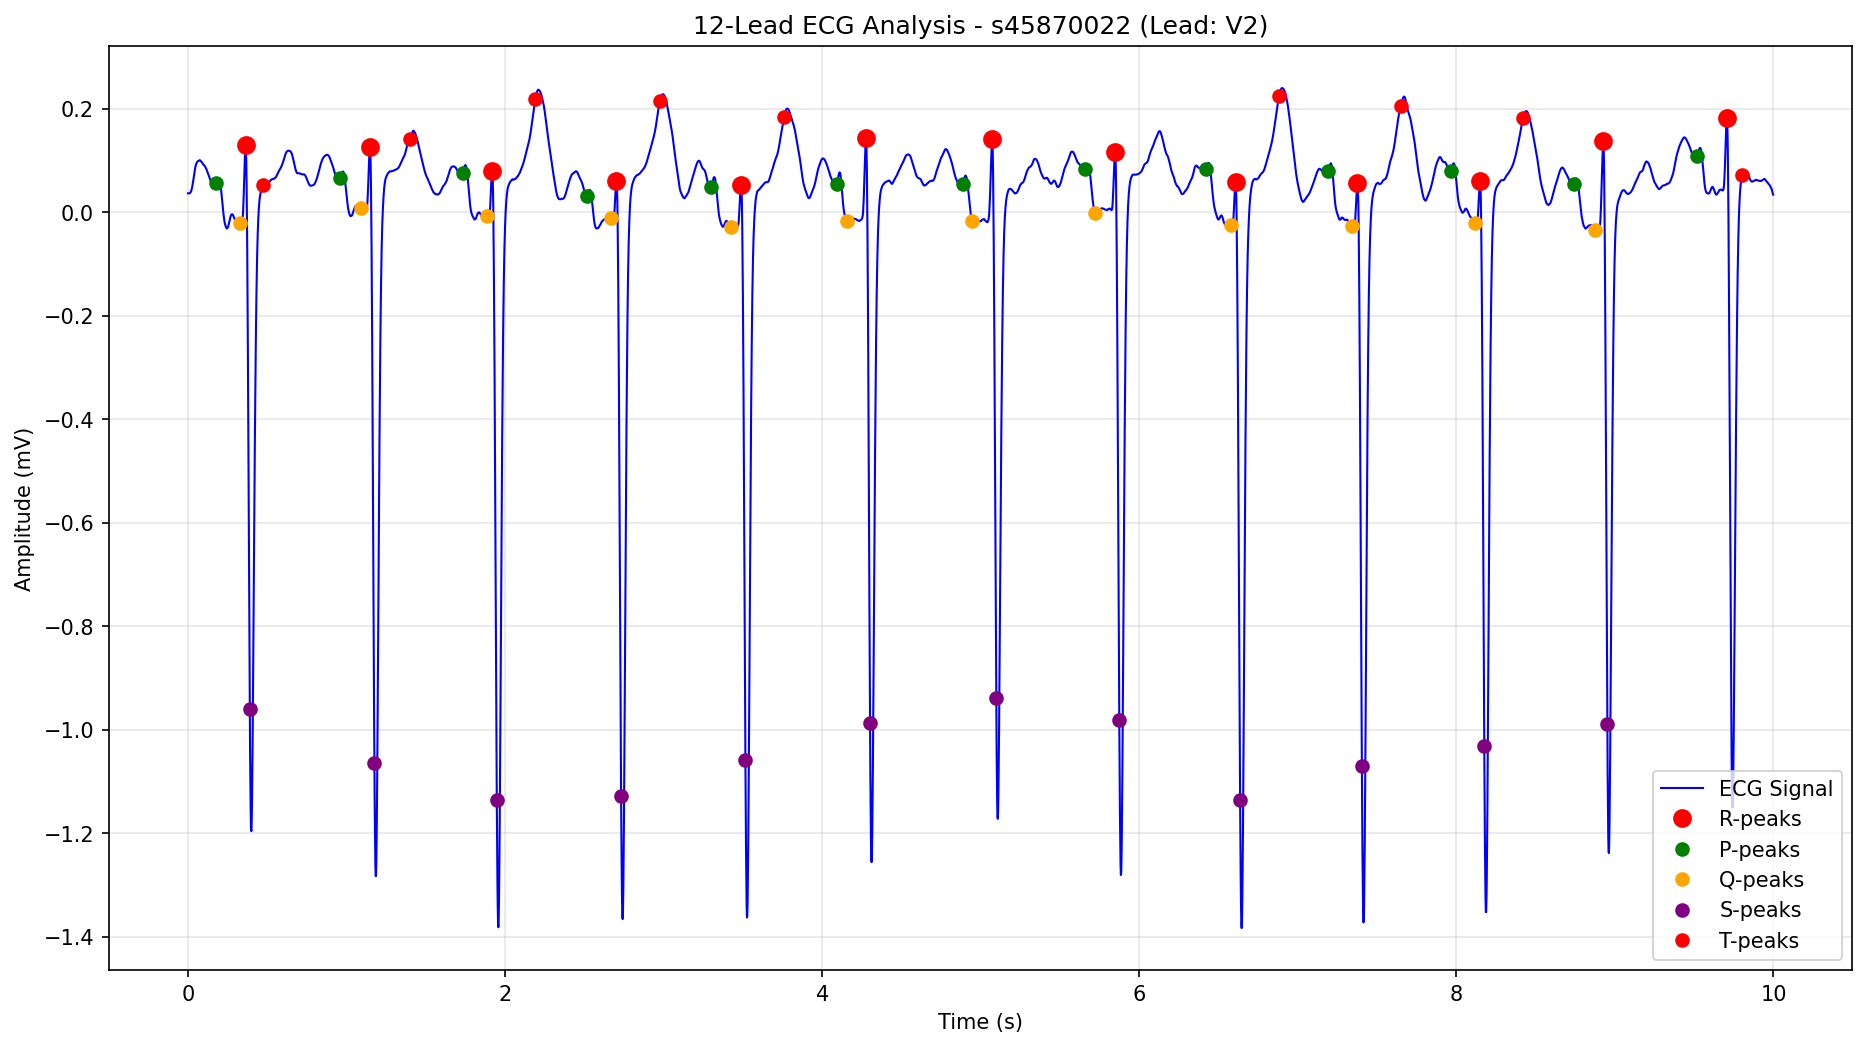 12-Lead ECG Analysis - s45870022 (Lead: V2)
Amplitude (mV)
0.2
0.0
−0.2
−0.4
−0.6
−0.8
−1.0
−1.2
−1.4
0 2 4 6 8 10
Time (s)
ECG Signal
R-peaks
P-peaks
Q-peaks
S-peaks
T-peaks